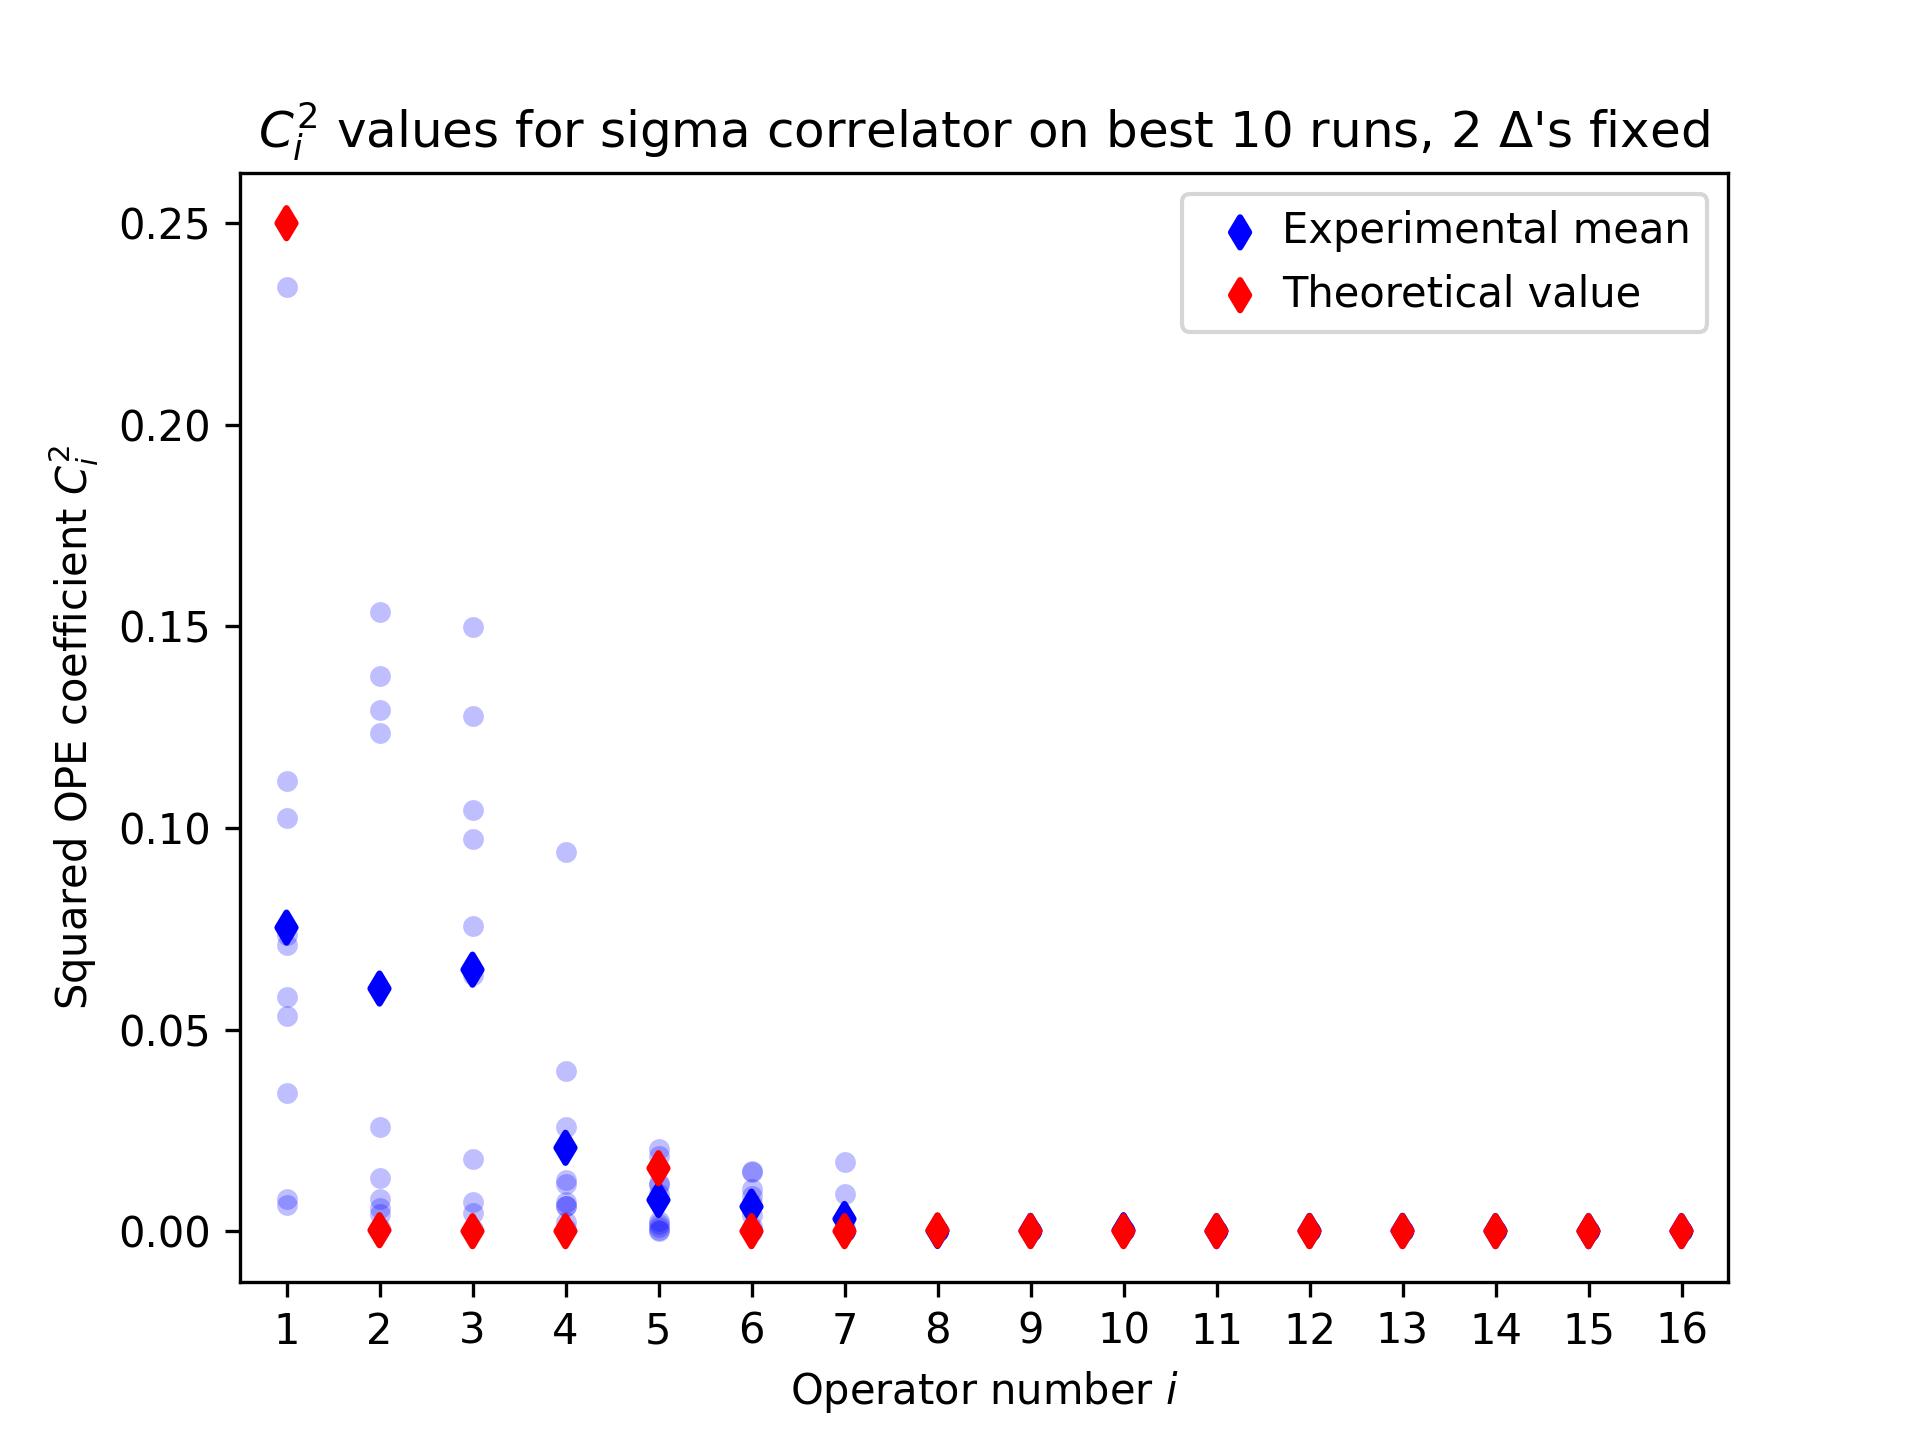 $C_i^2$ values for sigma correlator on best 10 runs, 2 Δ's fixed
Experimental mean
Theoretical value
Squared OPE coefficient $C_i^2$
0.25
0.20
0.15
0.10
0.05
0.00
1 2 3 4 5 6 7 8 9 10 11 12 13 14 15 16
Operator number i